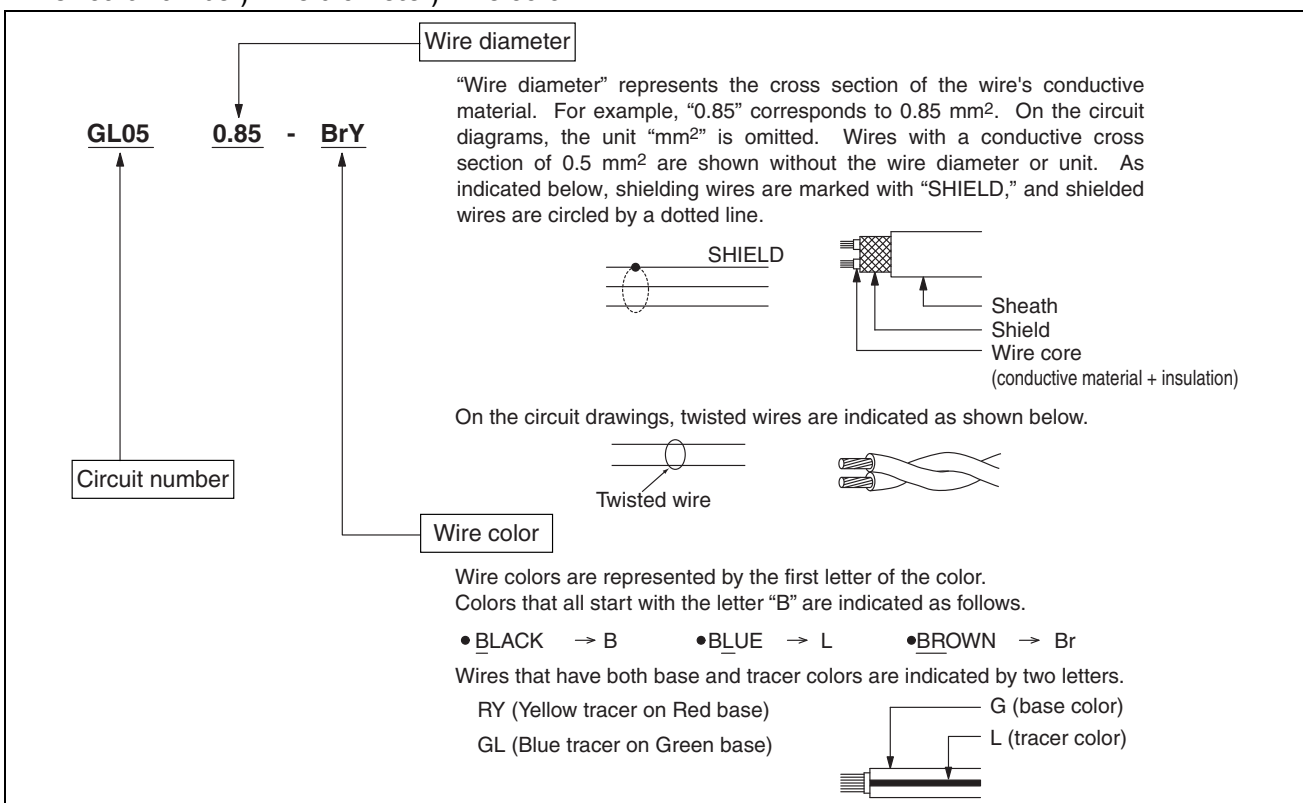 Wire diameter
"Wire diameter" represents the cross section of the wire's conductive
material. For example, "0.85" corresponds to 0.85 mm². On the circuit
diagrams, the unit "mm²" is omitted. Wires with a conductive cross
section of 0.5 mm² are shown without the wire diameter or unit. As
indicated below, shielding wires are marked with "SHIELD," and shielded
wires are circled by a dotted line.
GL05 0.85 - BrY
SHIELD
Sheath
Shield
Wire core
(conductive material + insulation)
On the circuit drawings, twisted wires are indicated as shown below.
Twisted wire
Circuit number
Wire color
Wire colors are represented by the first letter of the color.
Colors that all start with the letter "B" are indicated as follows.
● BLACK → B ●BLUE → L ●BROWN → Br
Wires that have both base and tracer colors are indicated by two letters.
RY (Yellow tracer on Red base)
GL (Blue tracer on Green base)
G (base color)
L (tracer color)